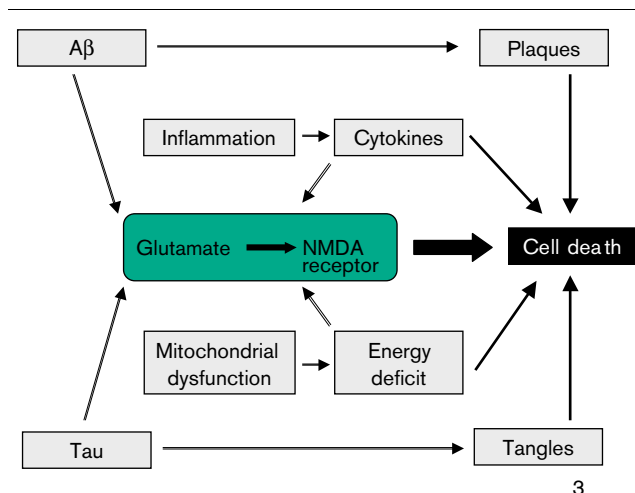 Aβ
Plaques
Inflammation
Cytokines
Glutamate
NMDA
receptor
Cell death
Mitochondrial
dysfunction
Energy
deficit
Tau
Tangles
3